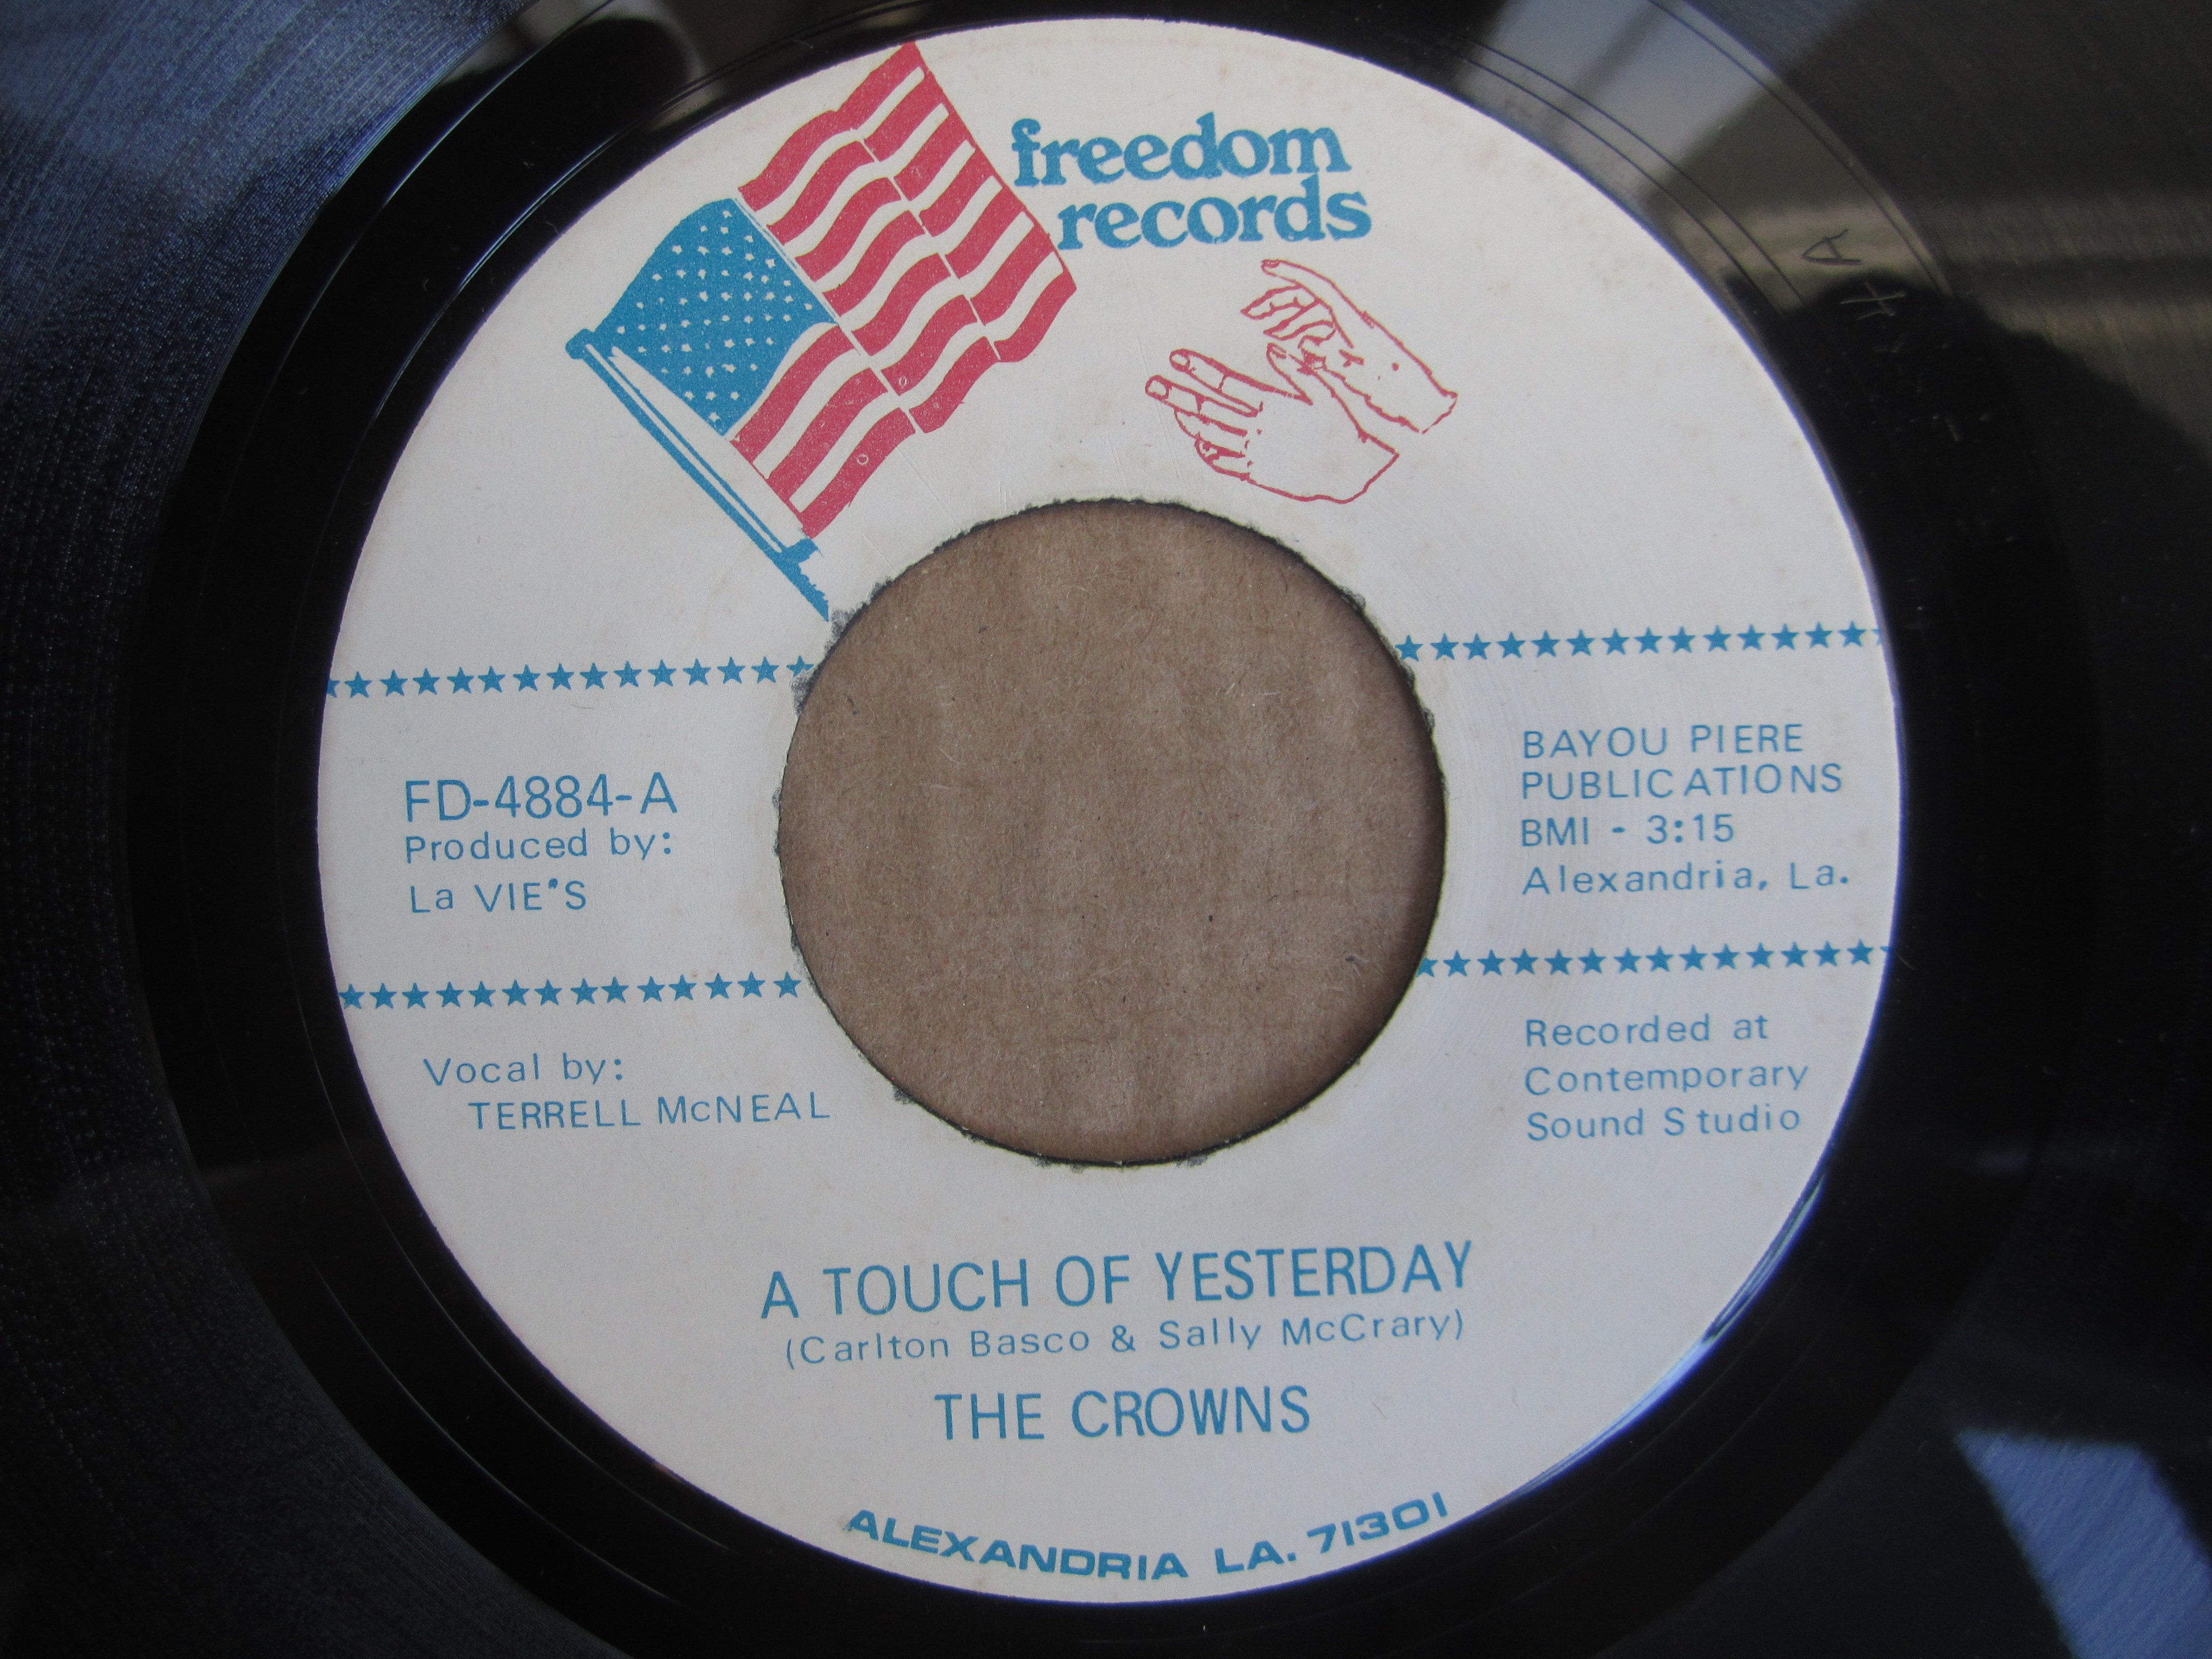 freedom
records
FD-4884-A
Produced by:
La VIE'S
BAYOU PIERE
PUBLICATIONS
BMI - 3:15
Alexandria, La.
Vocal by:
TERRELL McNEAL
Recorded at
Contemporary
Sound Studio
A TOUCH OF YESTERDAY
(Carlton Basco & Sally McCrary)
THE CROWNS
ALEXANDRIA LA. 71301
A